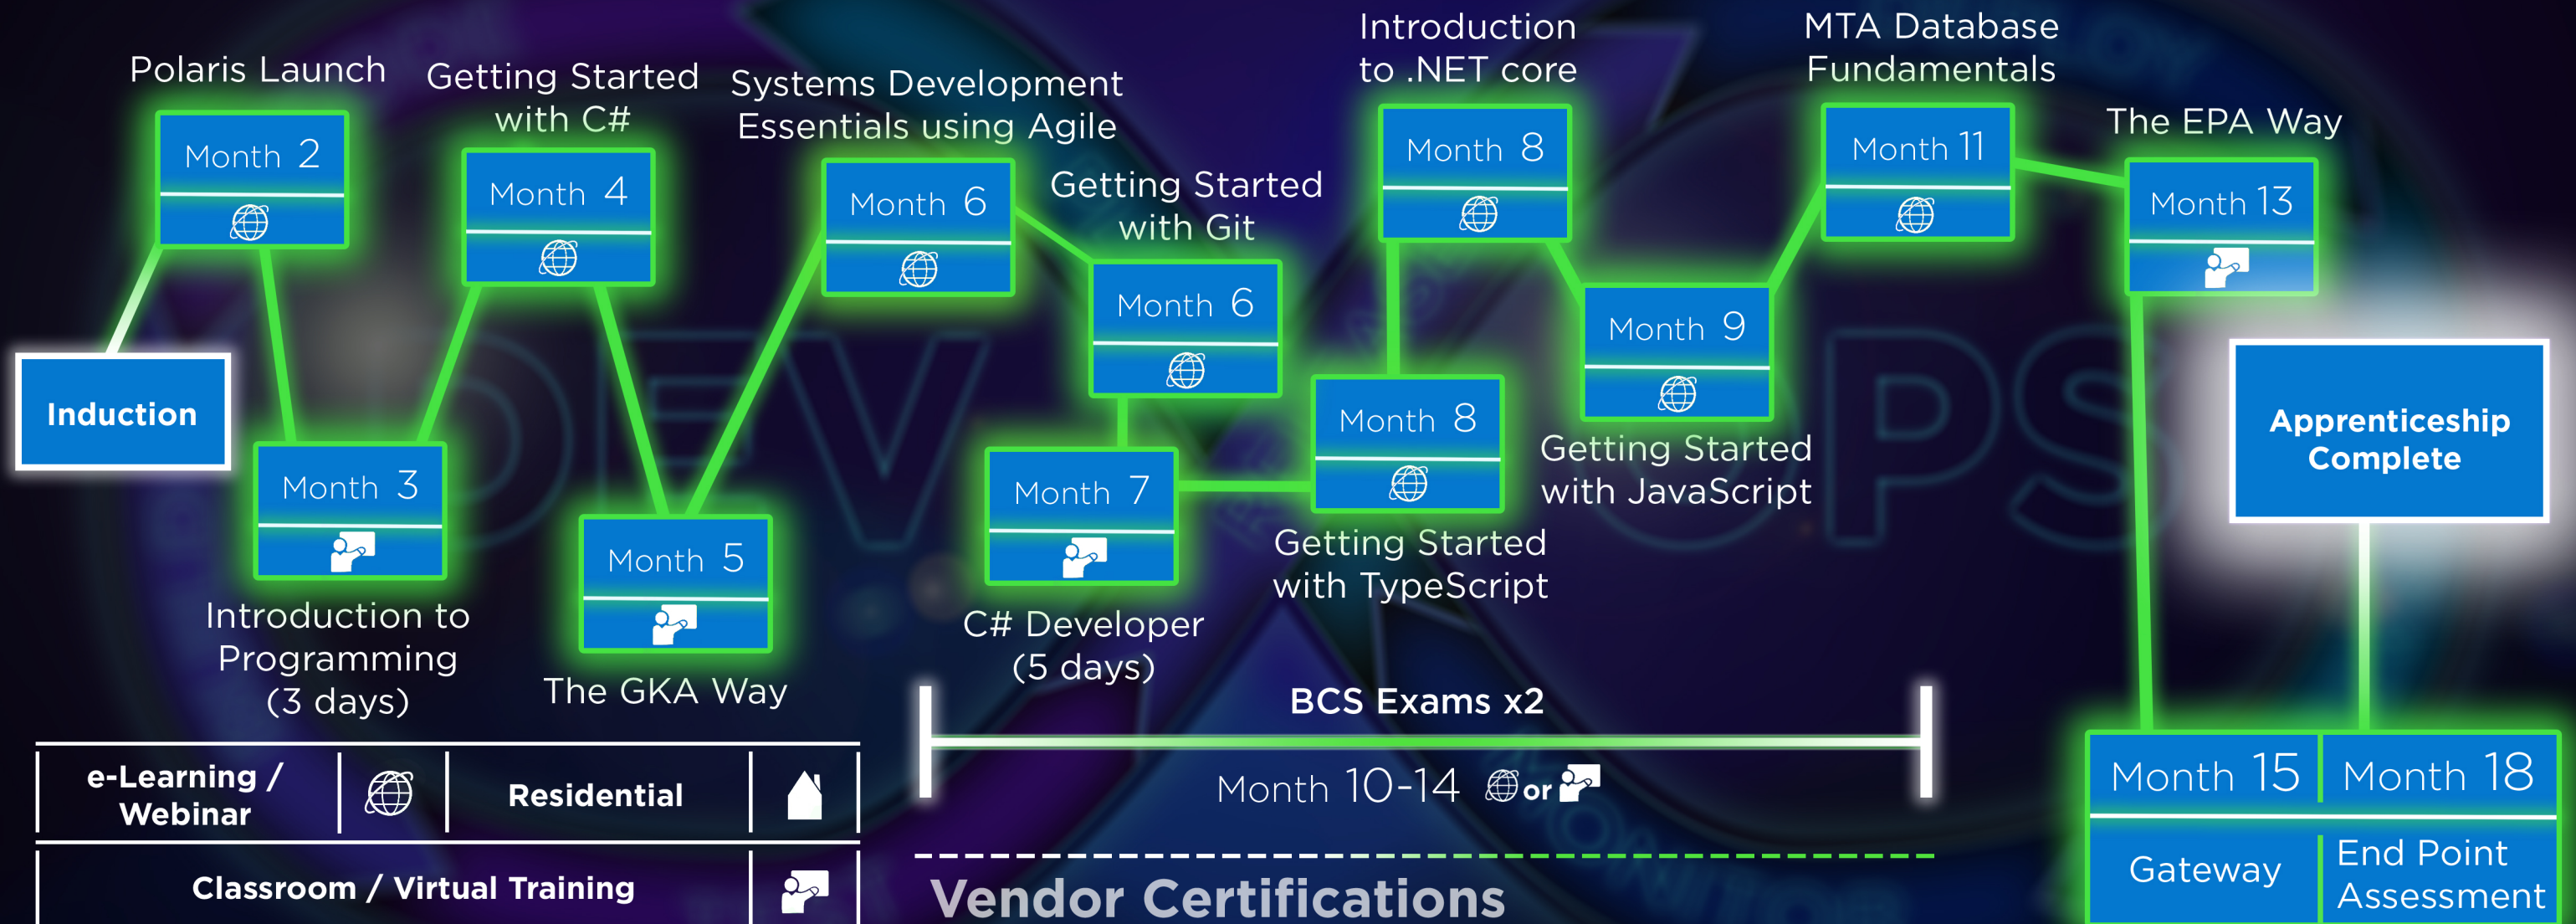 Polaris Launch
Month 2
Induction
Month 3
Introduction to
Programming
(3 days)
Getting Started
with C#
Month 4
Month 5
The GKA Way
Systems Development
Essentials using Agile
Month 6
Getting Started
with Git
Month 6
Month 7
C# Developer
(5 days)
Month 8
Getting Started
with TypeScript
Introduction
to .NET core
Month 8
Month 9
Getting Started
with JavaScript
MTA Database
Fundamentals
Month 11
The EPA Way
Month 13
Month 15
Gateway
Month 18
End Point
Assessment
Apprenticeship
Complete
BCS Exams x2
Month 10-14 or
Vendor Certifications
e-Learning /
Webinar
Residential
Classroom / Virtual Training
DEV
OPS